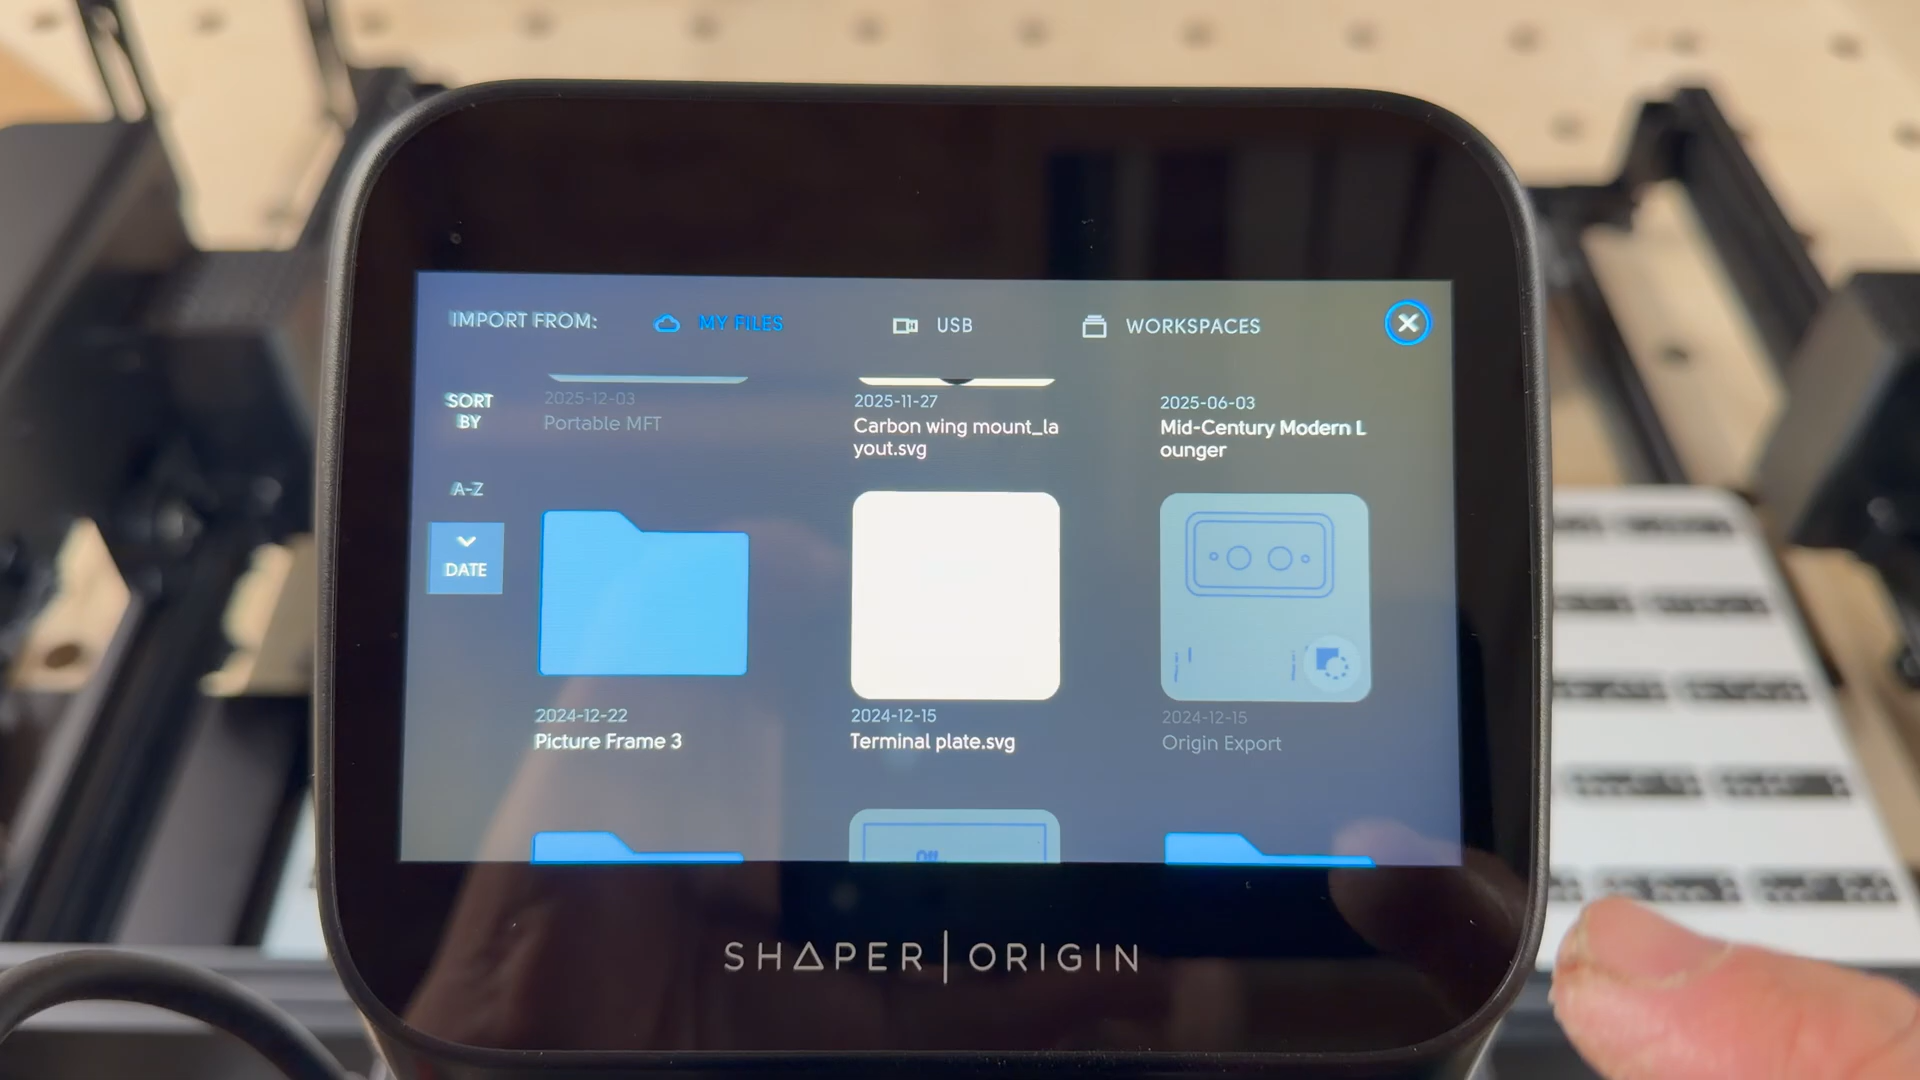 IMPORT FROM:
MY FILES
USB
WORKSPACES
SORT
BY
A-Z
DATE
2025-12-03
Portable MFT
2025-11-27
Carbon wing mount_la
yout.svg
2025-06-03
Mid-Century Modern L
ounger
2024-12-22
Picture Frame 3
2024-12-15
Terminal plate.svg
2024-12-15
Origin Export
SHAPER|ORIGIN